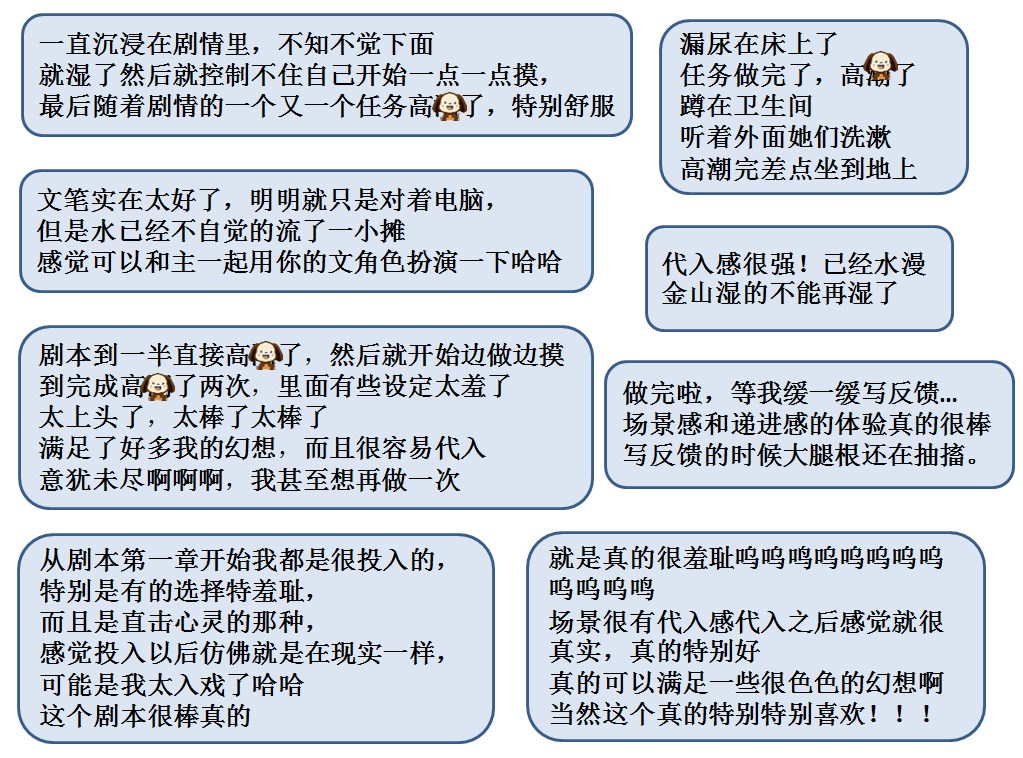 一直沉浸在剧情里，不知不觉下面
就湿了然后就控制不住自己开始一点一点摸，
最后随着剧情的一个又一个任务高了，特别舒服
漏尿在床上了
任务做完了，高潮了
蹲在卫生间
听着外面她们洗漱
高潮完差点坐到地上
文笔实在太好了，明明就只是对着电脑，
但是水已经不自觉的流了一小摊
感觉可以和主一起用你的文角色扮演一下哈哈
代入感很强！已经水漫
金山湿的不能再湿了
剧本到一半直接高了，然后就开始边做边摸
到完成高了两次，里面有些设定太羞了
太上头了，太棒了太棒了
满足了好多我的幻想，而且很容易代入
意犹未尽啊啊啊，我甚至想再做一次
做完啦，等我缓一缓写反馈...
场景感和递进感的体验真的很棒
写反馈的时候大腿根还在抽搐。
从剧本第一章开始我都是很投入的，
特别是有的选择特羞耻，
而且是直击心灵的那种，
感觉投入以后仿佛就是在现实一样，
可能是我太入戏了哈哈
这个剧本很棒真的
就是真的很羞耻呜呜呜呜呜呜呜呜
呜呜呜呜
场景很有代入感代入之后感觉就很
真实，真的特别好
真的可以满足一些很色色的幻想啊
当然这个真的特别特别喜欢！！！